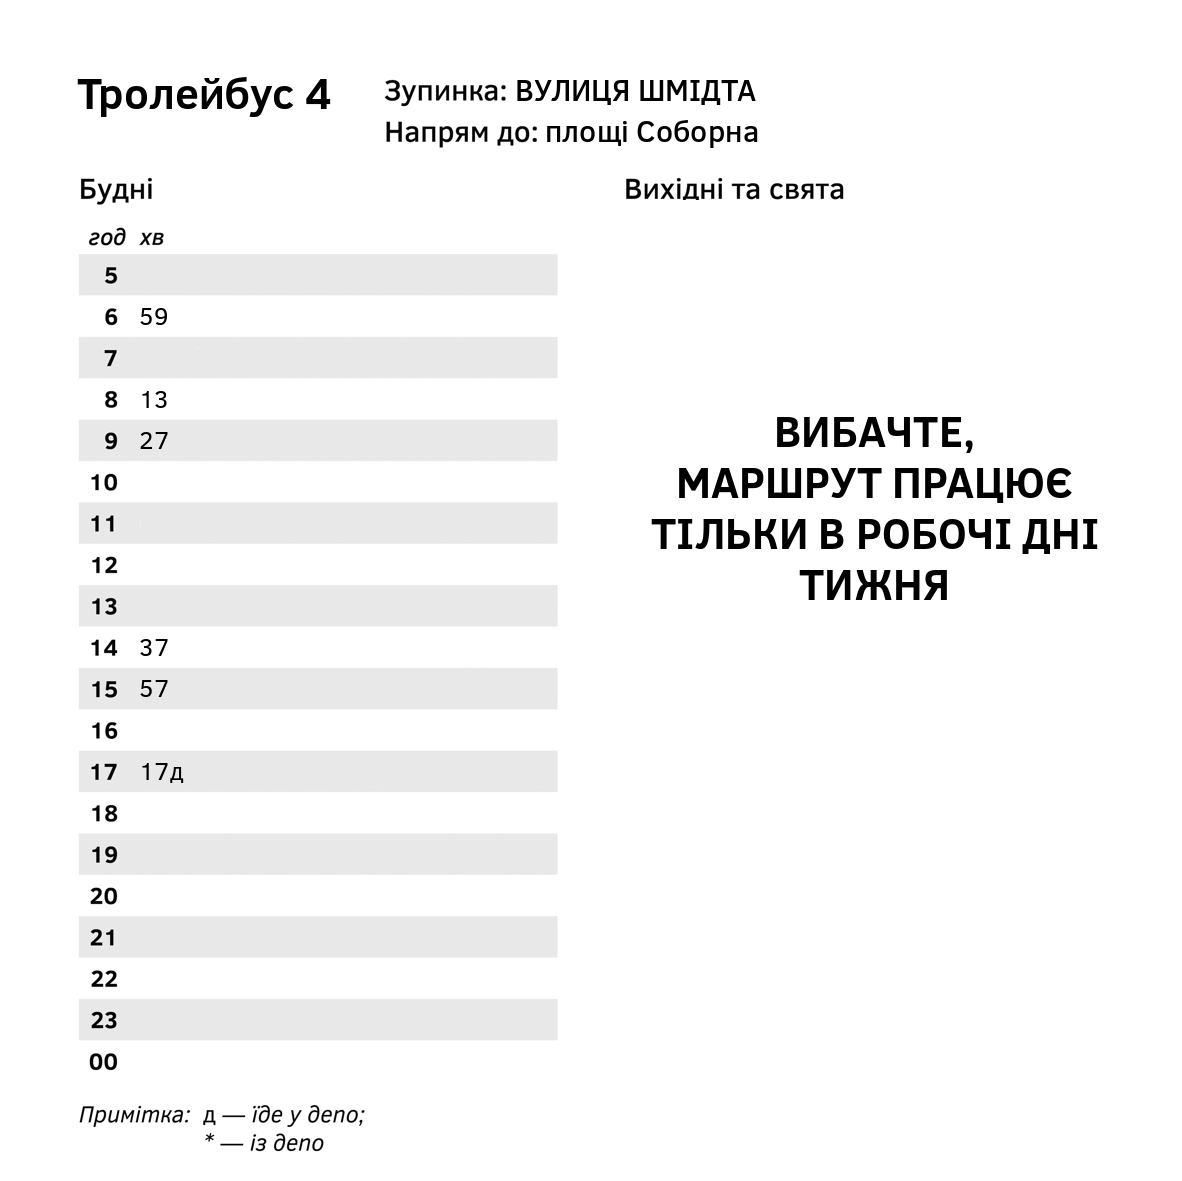 Тролейбус 4
Зупинка: ВУЛИЦЯ ШМІДТА
Напрям до: площі Соборна
Будні
год хв
5
6 59
7
8 13
9 27
10
11
12
13
14 37
15 57
16
17 17д
18
19
20
21
22
23
00
Примітка: д — їде у депо;
* — із депо
Вихідні та свята
ВИБАЧТЕ,
МАРШРУТ ПРАЦЮЄ
ТІЛЬКИ В РОБОЧІ ДНІ
ТИЖНЯ